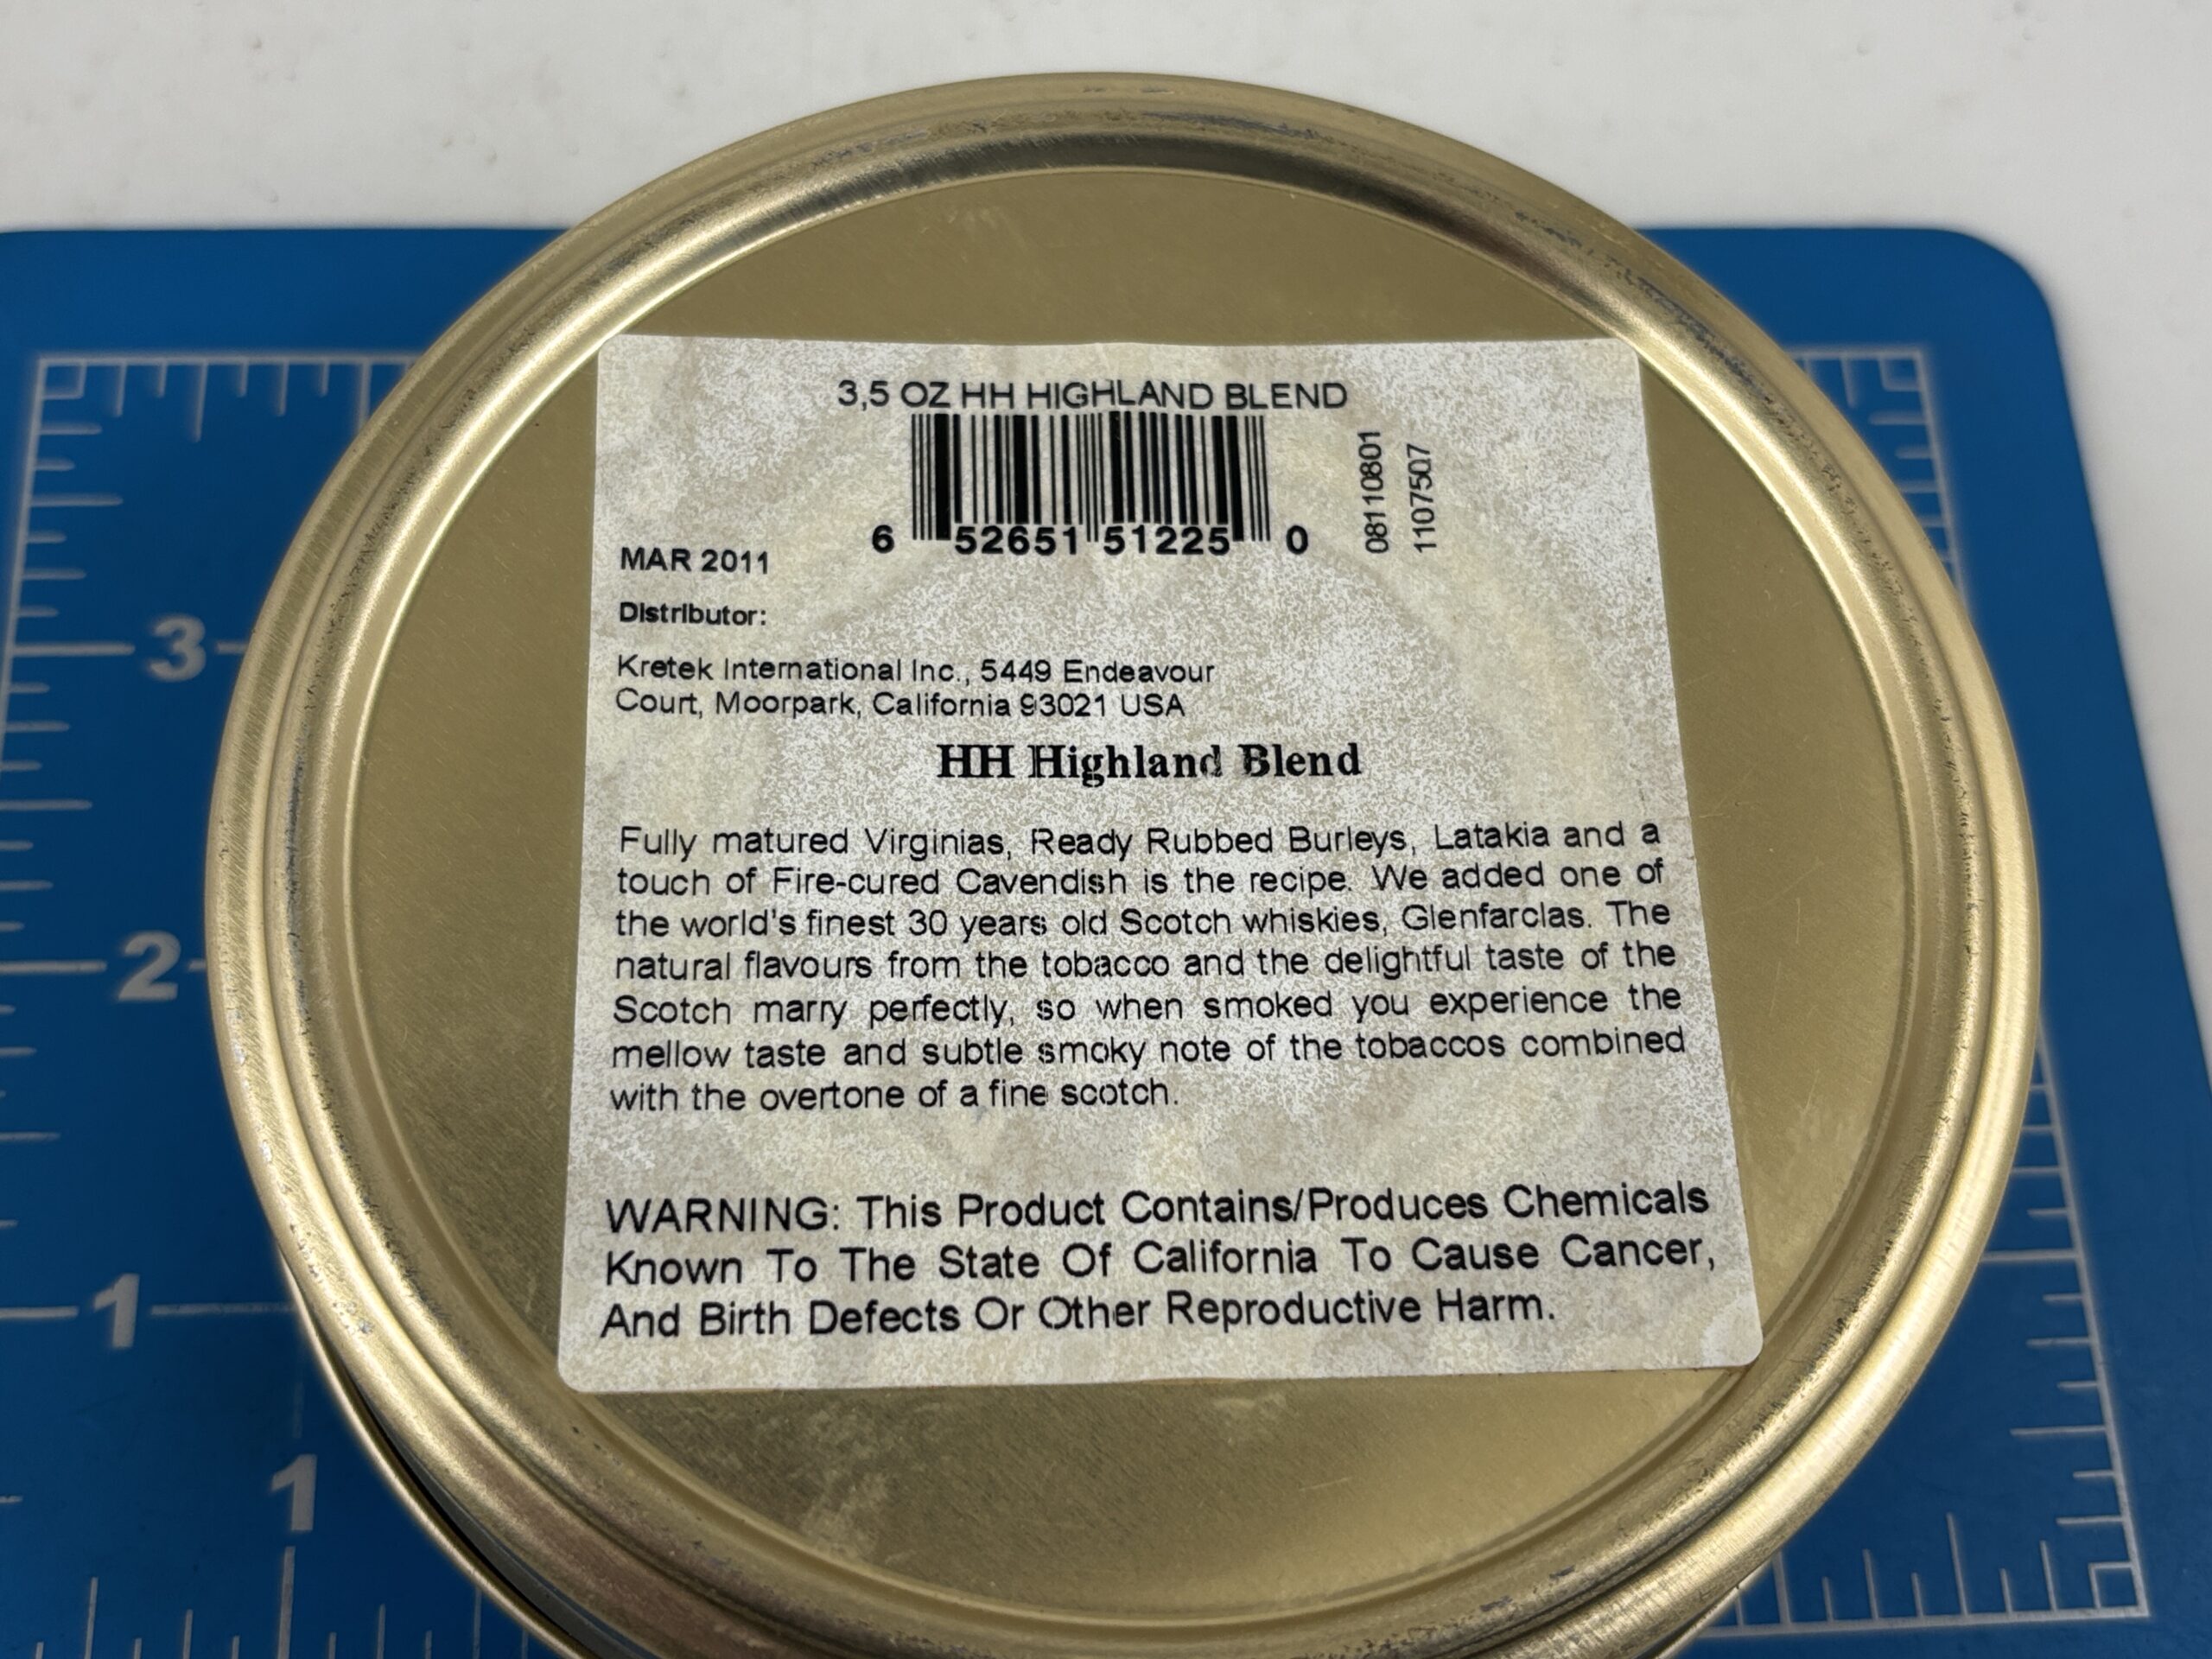 3,5 OZ HH HIGHLAND BLEND
6 52651 51225 0
08110801
1107507
MAR 2011
Distributor:
Kretek International Inc., 5449 Endeavour
Court, Moorpark, California 93021 USA
HH Highland Blend
Fully matured Virginias, Ready Rubbed Burleys, Latakia and a
touch of Fire-cured Cavendish is the recipe. We added one of
the world's finest 30 years old Scotch whiskies, Glenfarclas. The
natural flavours from the tobacco and the delightful taste of the
Scotch marry perfectly, so when smoked you experience the
mellow taste and subtle smoky note of the tobaccos combined
with the overtone of a fine scotch.
WARNING: This Product Contains/Produces Chemicals
Known To The State Of California To Cause Cancer,
And Birth Defects Or Other Reproductive Harm.
3
2
1
1